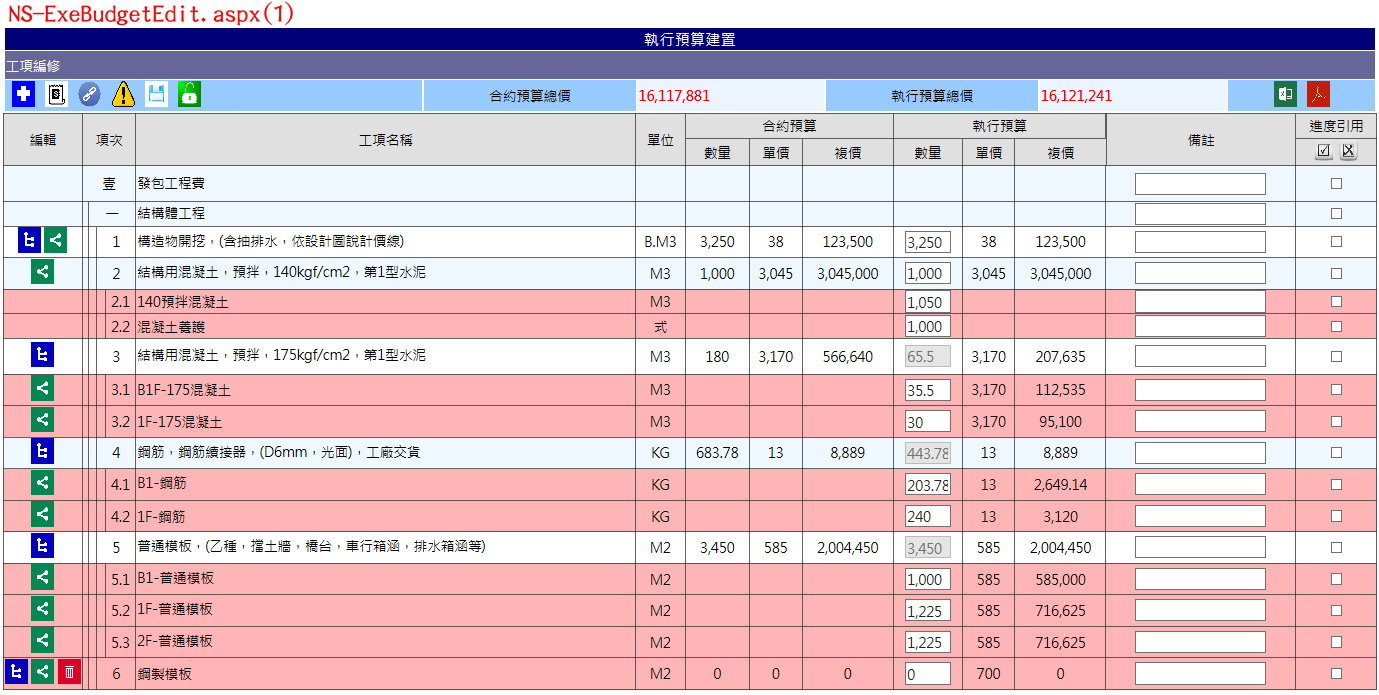 NS-ExeBudgetEdit.aspx(1)
執行預算建置
工項編修
合約預算總價 16,117,881 執行預算總價 16,121,241
編輯 項次 工項名稱 單位 合約預算 執行預算 備註 進度引用
數量 單價 複價 數量 單價 複價
壹 發包工程費
一 結構體工程
1 構造物開挖，(含抽排水，依設計圖說計價線) B.M3 3,250 38 123,500 3,250 38 123,500
2 結構用混凝土，預拌，140kgf/cm2，第1型水泥 M3 1,000 3,045 3,045,000 1,000 3,045 3,045,000
2.1 140預拌混凝土 M3 1,050
2.2 混凝土養護 式 1,000
3 結構用混凝土，預拌，175kgf/cm2，第1型水泥 M3 180 3,170 566,640 65.5 3,170 207,635
3.1 B1F-175混凝土 M3 35.5 3,170 112,535
3.2 1F-175混凝土 M3 30 3,170 95,100
4 鋼筋，鋼筋續接器，(D6mm，光面)，工廠交貨 KG 683.78 13 8,889 443.78 13 8,889
4.1 B1-鋼筋 KG 203.78 13 2,649.14
4.2 1F-鋼筋 KG 240 13 3,120
5 普通模板，(乙種，擋土牆，橋台，車行箱涵，排水箱涵等) M2 3,450 585 2,004,450 3,450 585 2,004,450
5.1 B1-普通模板 M2 1,000 585 585,000
5.2 1F-普通模板 M2 1,225 585 716,625
5.3 2F-普通模板 M2 1,225 585 716,625
6 鋼製模板 M2 0 0 0 0 700 0